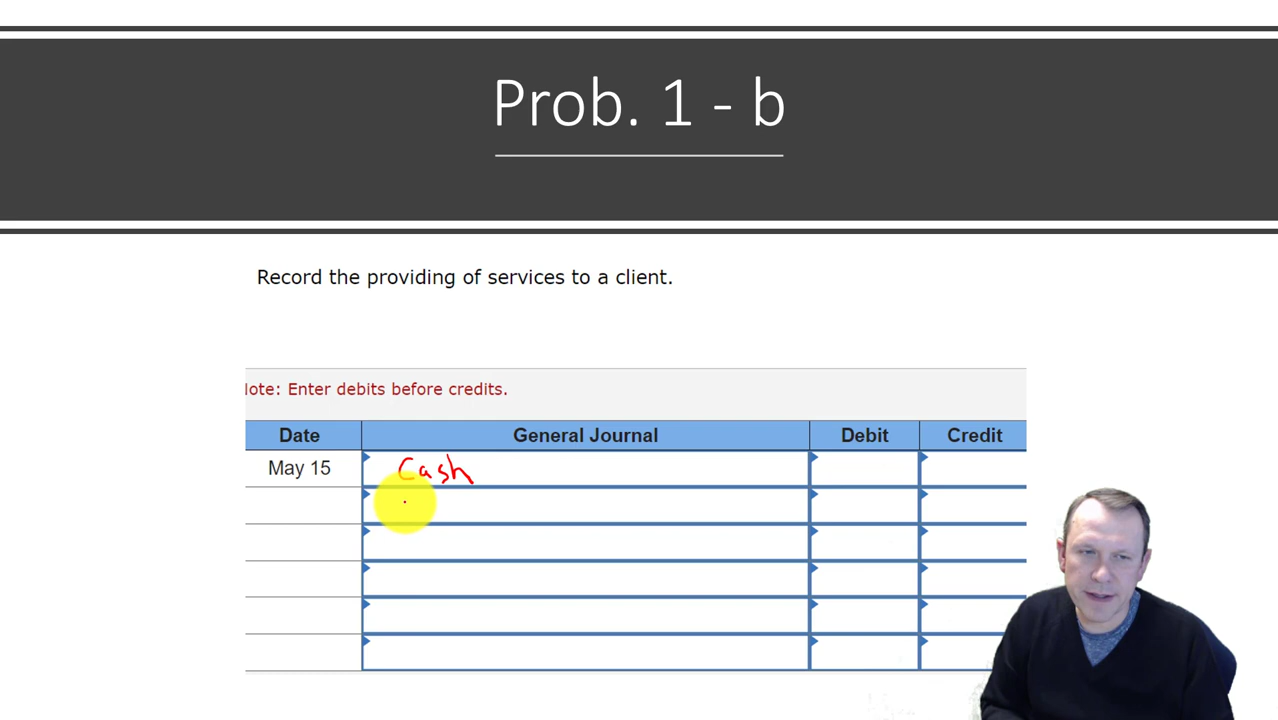 Prob. 1 - b
Record the providing of services to a client.
lote: Enter debits before credits.
Date General Journal Debit Credit
May 15 Cash